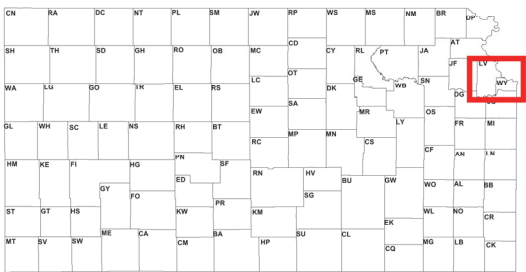 CN RA DC NT PL SM JW RP WS MS NM BR DP
CD AT
SH TH SD GH RO OB MC CY RL PT JA JF LV
WY
LC OT GE WB SN
WA LG GO TR EL RS DK DG
EW SA MR OS
GL WH SC LE NS RH BT LY FR MI
RC MP MN CS
CF
HM KE FI HG PN SF AN LN
RN HV
ED BU GW WO AL BB
GY
FO SG
PR
ST GT HS KW KM WL NO CR
EK
MT SV SW ME CA CM BA HP SU CL CQ MG LB CK